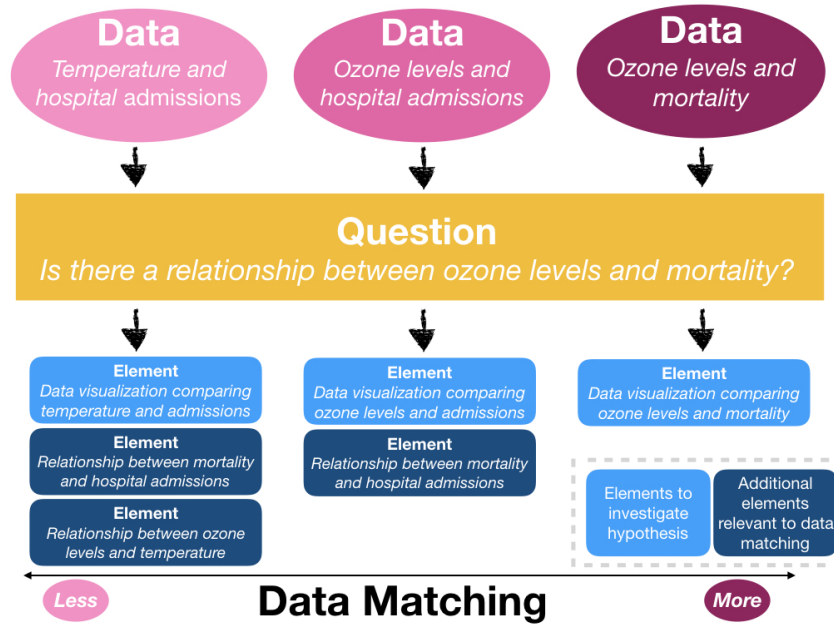 Data
Temperature and
hospital admissions
Data
Ozone levels and
hospital admissions
Data
Ozone levels and
mortality
Question
Is there a relationship between ozone levels and mortality?
Element
Data visualization comparing
temperature and admissions
Element
Relationship between mortality
and hospital admissions
Element
Relationship between ozone
levels and temperature
Element
Data visualization comparing
ozone levels and admissions
Element
Relationship between mortality
and hospital admissions
Element
Data visualization comparing
ozone levels and mortality
Elements to
investigate
hypothesis
Additional
elements
relevant to data
matching
Less
Data Matching
More